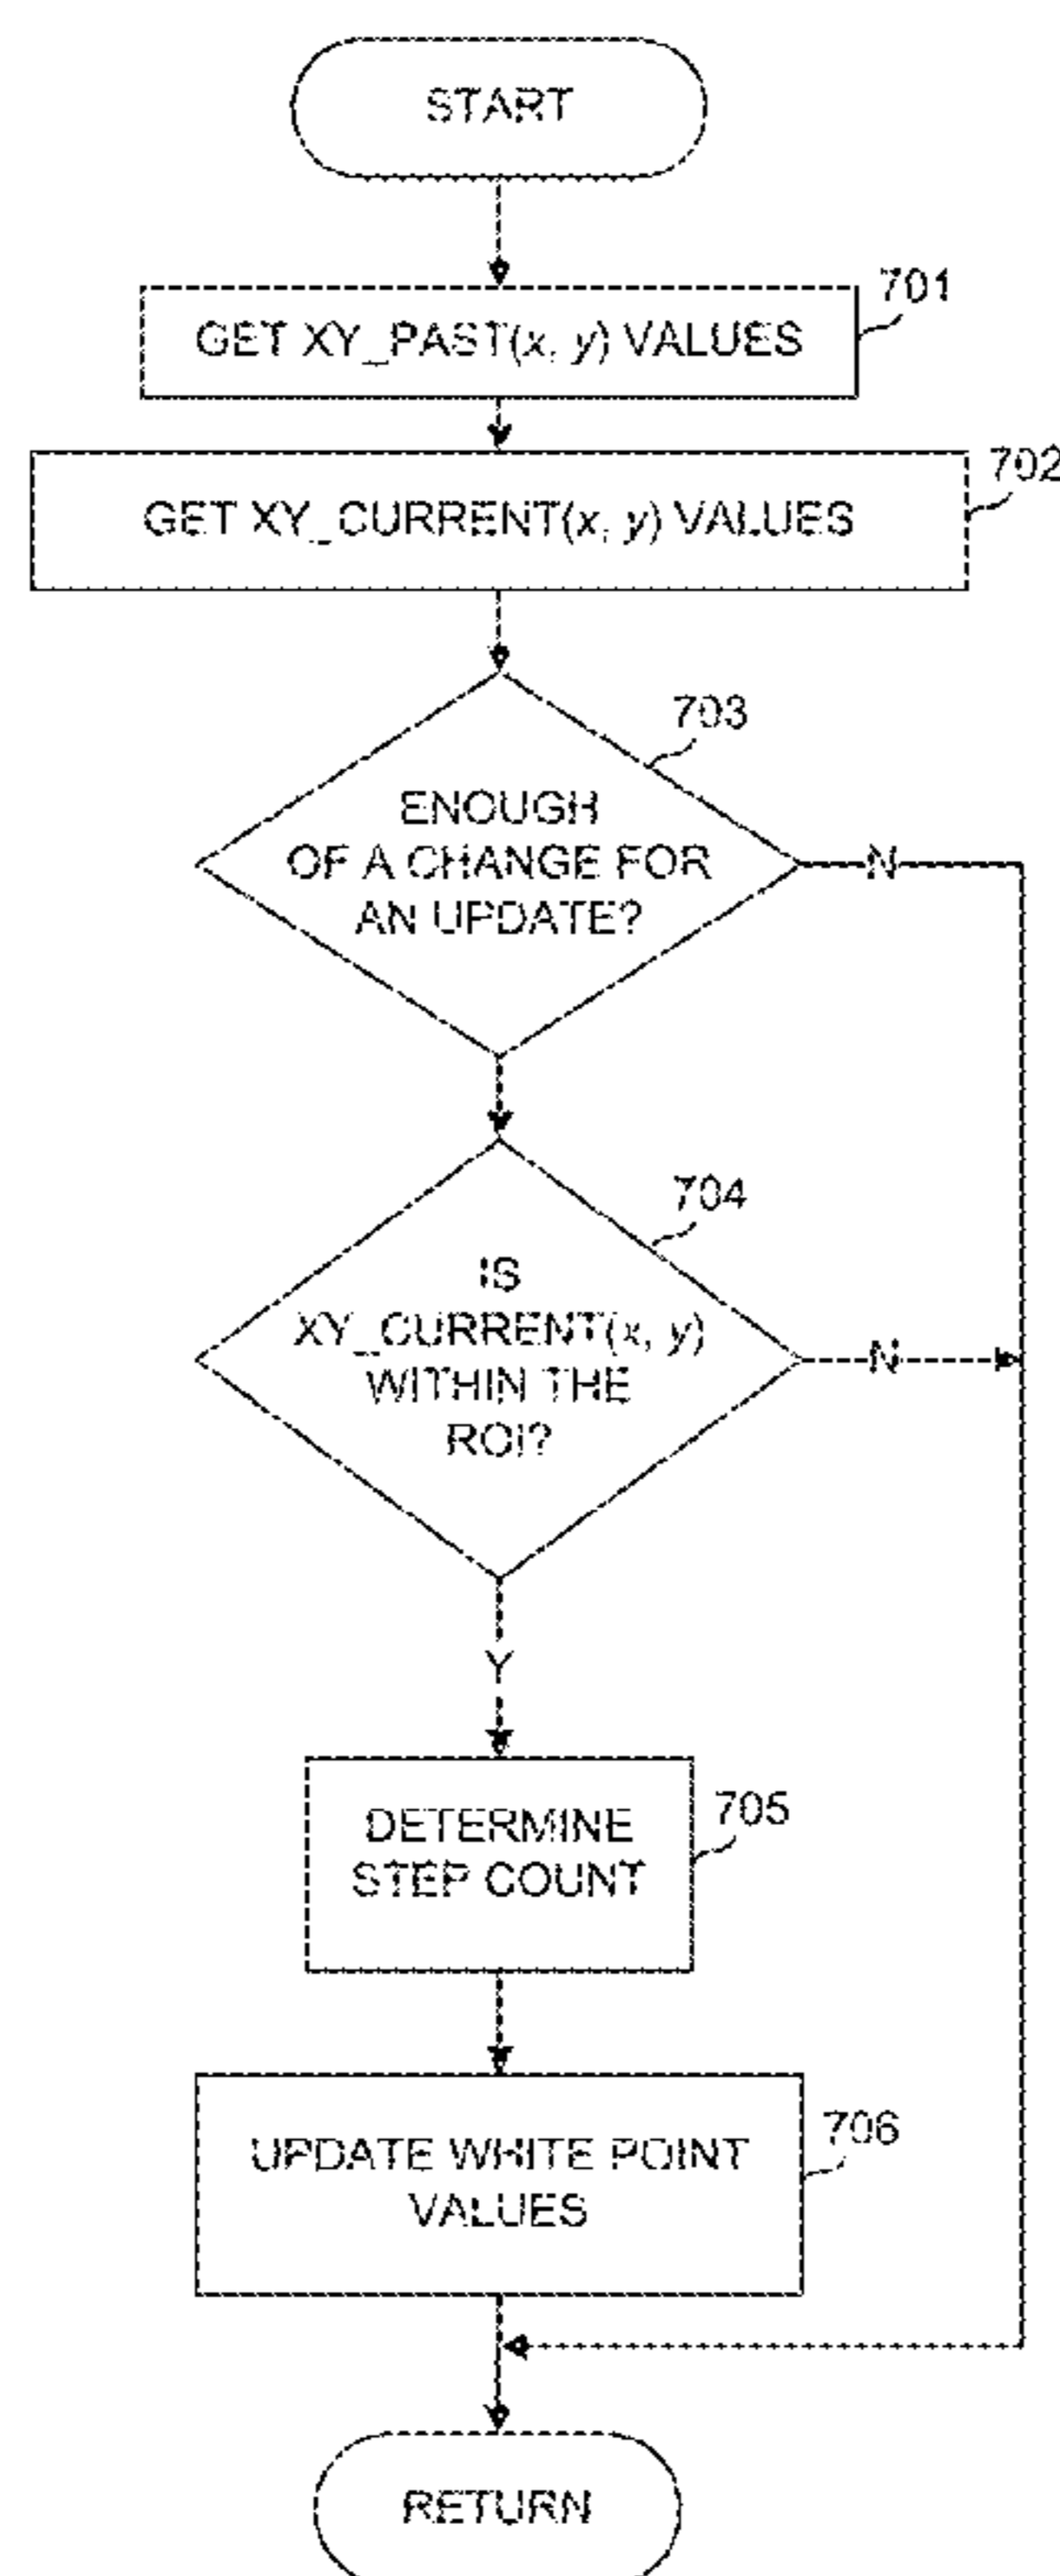 START
701
GET XY_PAST(x, y) VALUES
702
GET XY_CURRENT(x, y) VALUES
703
ENOUGH
OF A CHANGE FOR
AN UPDATE?
N
704
IS
XY_CURRENT(x, y)
WITHIN THE
ROI?
N
Y
705
DETERMINE
STEP COUNT
706
UPDATE WHITE POINT
VALUES
RETURN